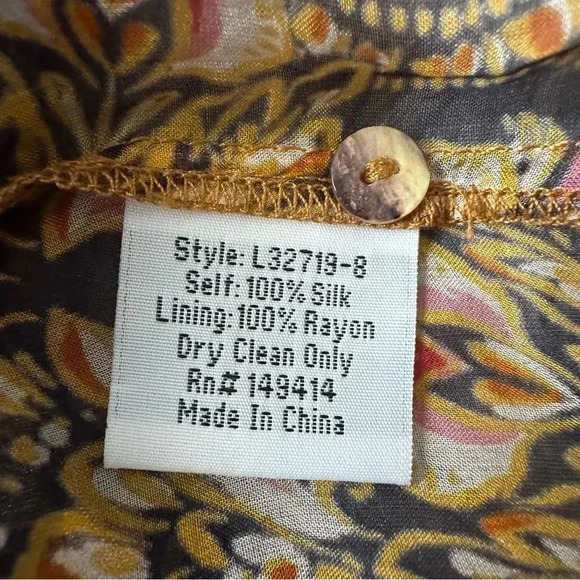 Style: L32719-8
Self: 100% Silk
Lining: 100% Rayon
Dry Clean Only
Rn# 149414
Made In China